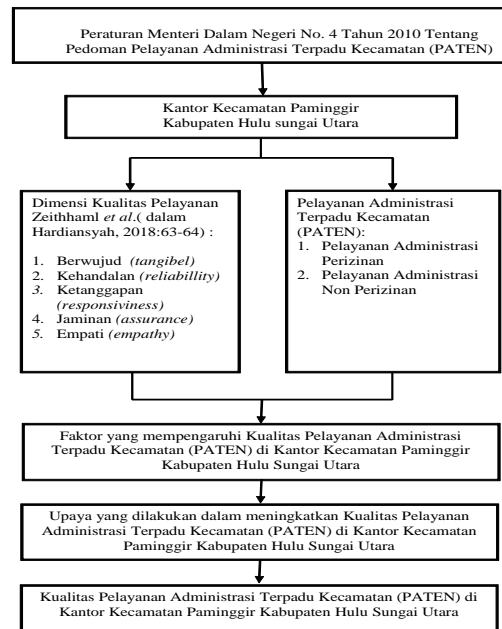 Peraturan Menteri Dalam Negeri No. 4 Tahun 2010 Tentang
Pedoman Pelayanan Administrasi Terpadu Kecamatan (PATEN)
Kantor Kecamatan Paminggir
Kabupaten Hulu sungai Utara
Dimensi Kualitas Pelayanan
Zeithhaml et al.( dalam
Hardiansyah, 2018:63-64) :
1. Berwujud (tangibel)
2. Kehandalan (reliabillity)
3. Ketanggapan
(responsiviness)
4. Jaminan (assurance)
5. Empati (empathy)
Pelayanan Administrasi
Terpadu Kecamatan
(PATEN):
1. Pelayanan Administrasi
Perizinan
2. Pelayanan Administrasi
Non Perizinan
Faktor yang mempengaruhi Kualitas Pelayanan Administrasi
Terpadu Kecamatan (PATEN) di Kantor Kecamatan Paminggir
Kabupaten Hulu Sungai Utara
Upaya yang dilakukan dalam meningkatkan Kualitas Pelayanan
Administrasi Terpadu Kecamatan (PATEN) di Kantor Kecamatan
Paminggir Kabupaten Hulu Sungai Utara
Kualitas Pelayanan Administrasi Terpadu Kecamatan (PATEN) di
Kantor Kecamatan Paminggir Kabupaten Hulu Sungai Utara